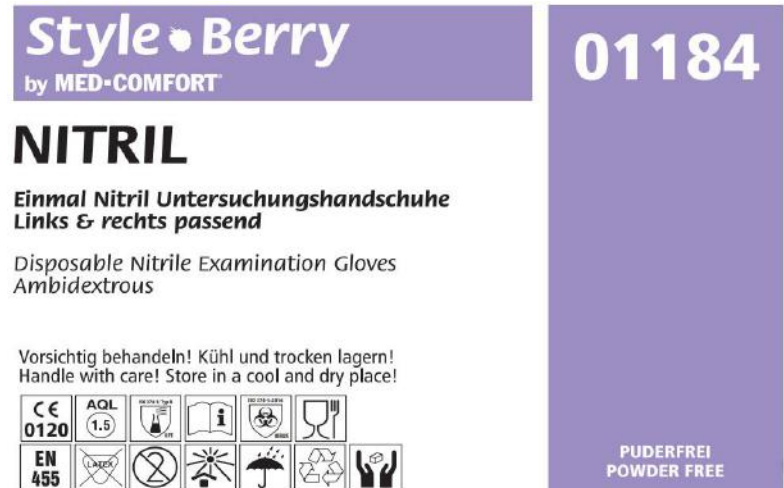 Style Berry
by MED-COMFORT
01184
NITRIL
Einmal Nitril Untersuchungshandschuhe
Links & rechts passend
Disposable Nitrile Examination Gloves
Ambidextrous
Vorsichtig behandeln! Kühl und trocken lagern!
Handle with care! Store in a cool and dry place!
CE
0120
AQL
1.5
i
EN
455
LATEX
2
PUDERFREI
POWDER FREE